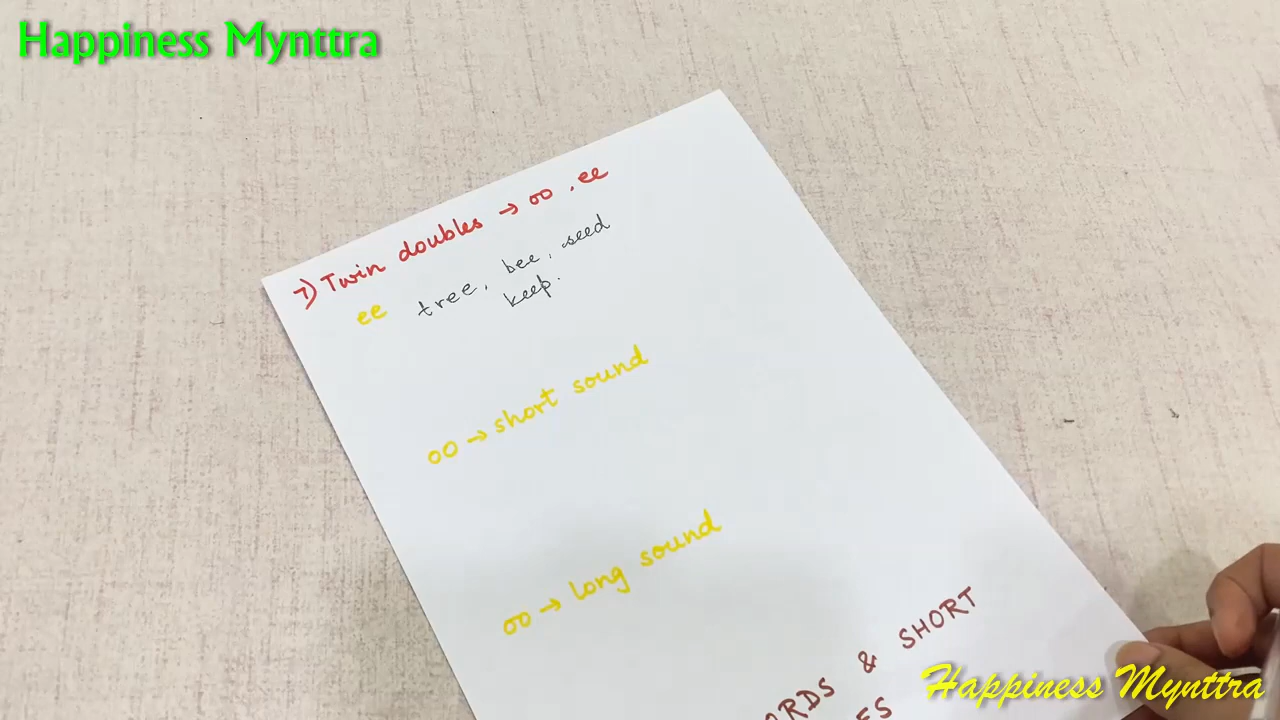 Happiness Mynttra
7) Twin doubles → oo , ee
ee tree, bee, seed
keep.
oo → short sound
oo → long sound
& SHORT
Happiness Mynttra